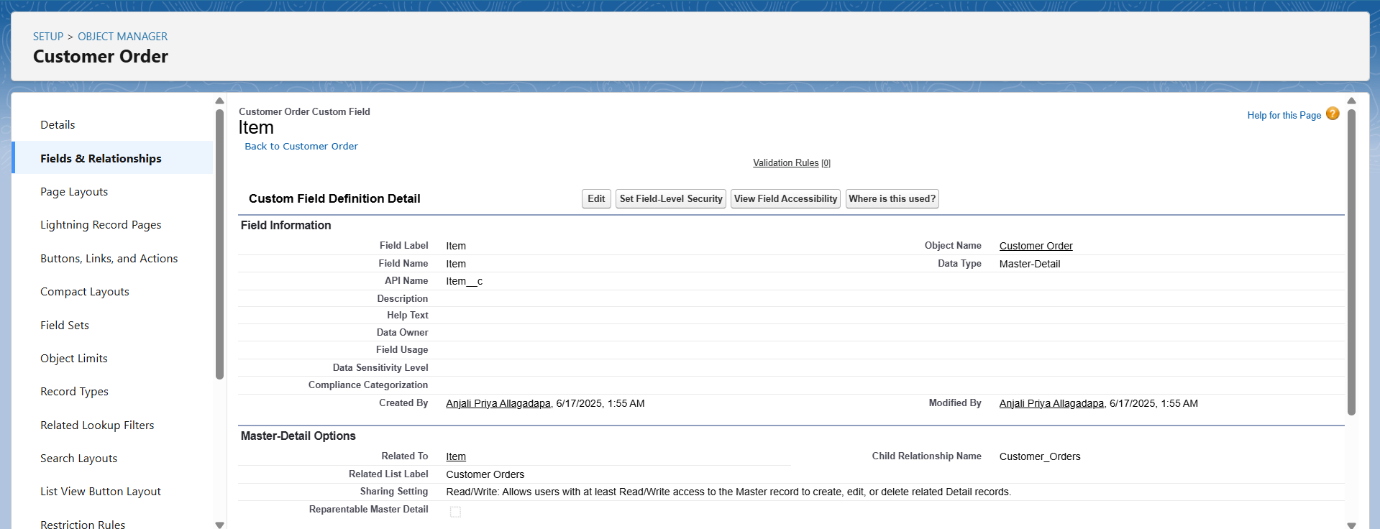 SETUP > OBJECT MANAGER
Customer Order
Details
Fields & Relationships
Page Layouts
Lightning Record Pages
Buttons, Links, and Actions
Compact Layouts
Field Sets
Object Limits
Record Types
Related Lookup Filters
Search Layouts
List View Button Layout
Restriction Rules
Customer Order Custom Field
Item
Back to Customer Order
Help for this Page ?
Validation Rules [0]
Custom Field Definition Detail Edit Set Field-Level Security View Field Accessibility Where is this used?
Field Information
Field Label Item Object Name Customer Order
Field Name Item Data Type Master-Detail
API Name Item__c
Description
Help Text
Data Owner
Field Usage
Data Sensitivity Level
Compliance Categorization
Created By Anjali Priya Allagadapa, 6/17/2025, 1:55 AM Modified By Anjali Priya Allagadapa, 6/17/2025, 1:55 AM
Master-Detail Options
Related To Item Child Relationship Name Customer_Orders
Related List Label Customer Orders
Sharing Setting Read/Write: Allows users with at least Read/Write access to the Master record to create, edit, or delete related Detail records.
Reparentable Master Detail